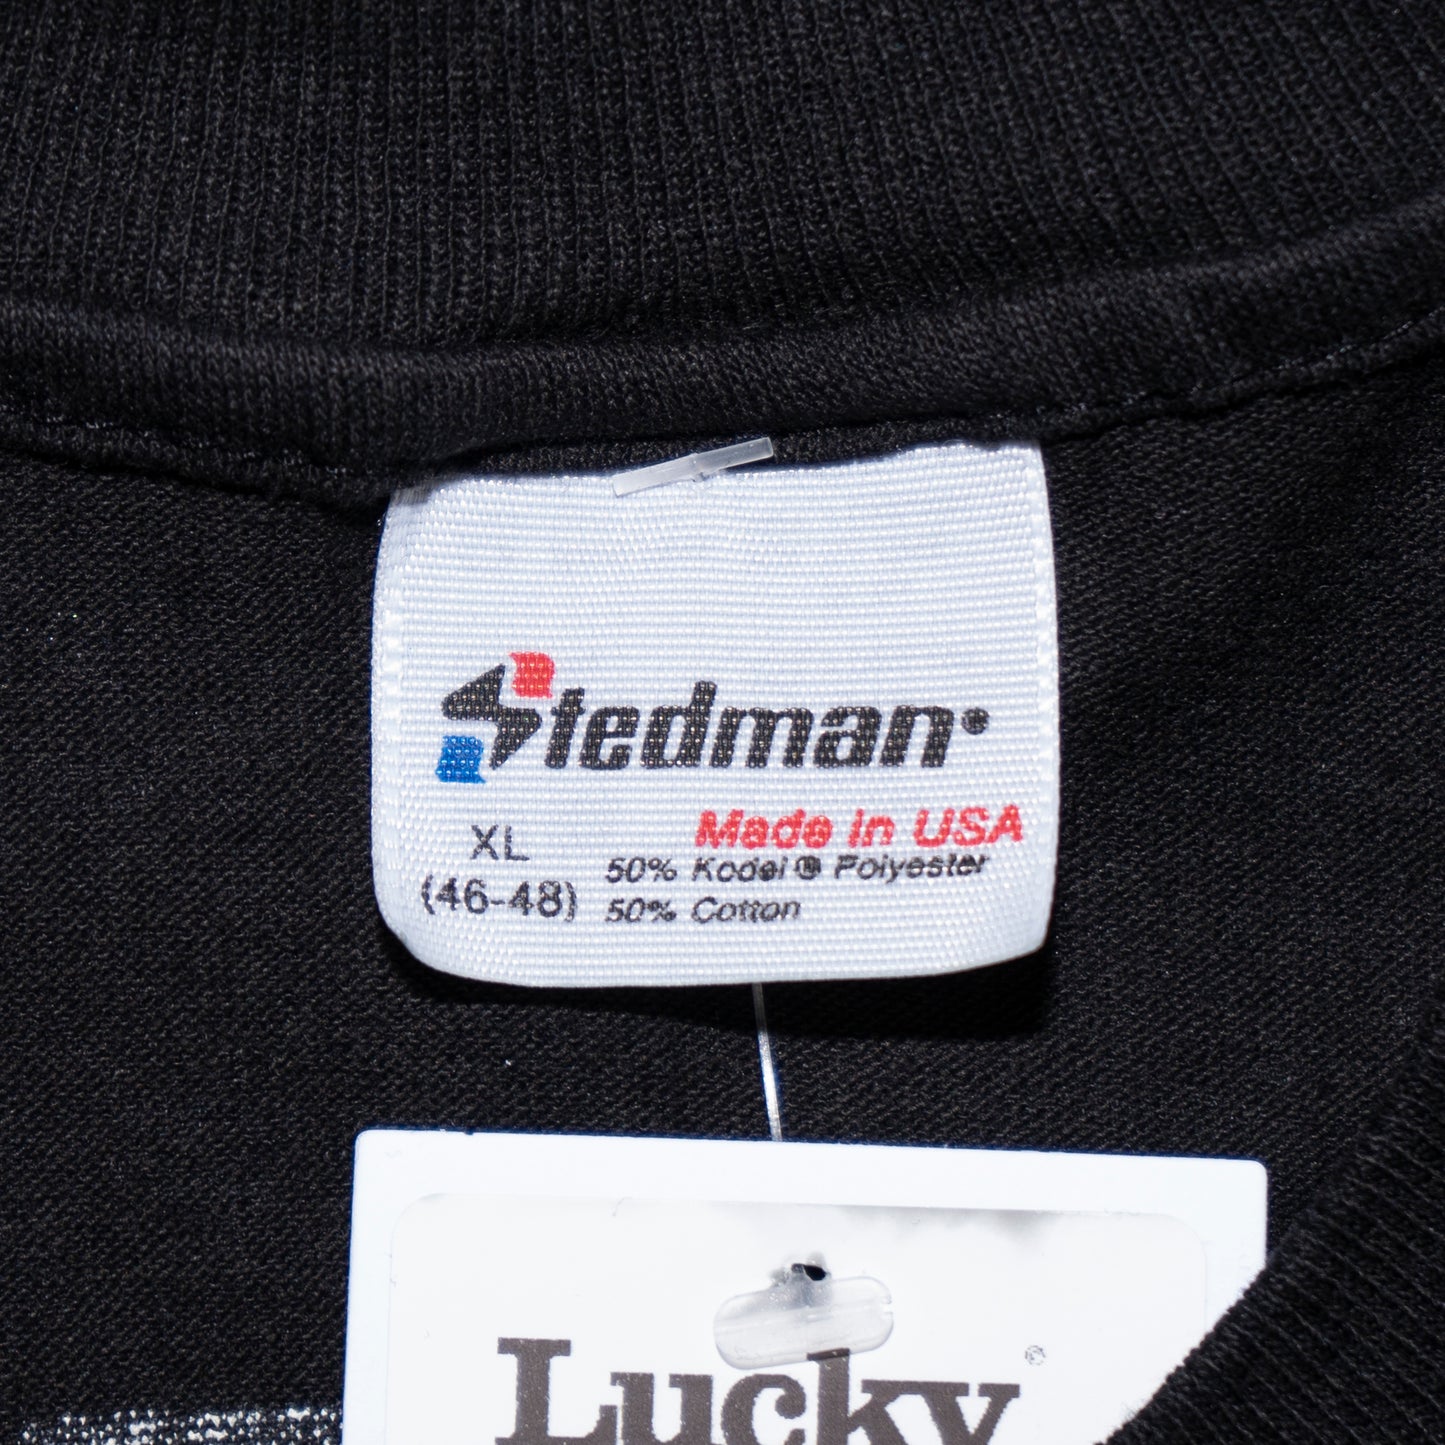 Stedman®
Made in USA
XL
50% Kodel ® Polyester
(46-48)
50% Cotton
Lucky®